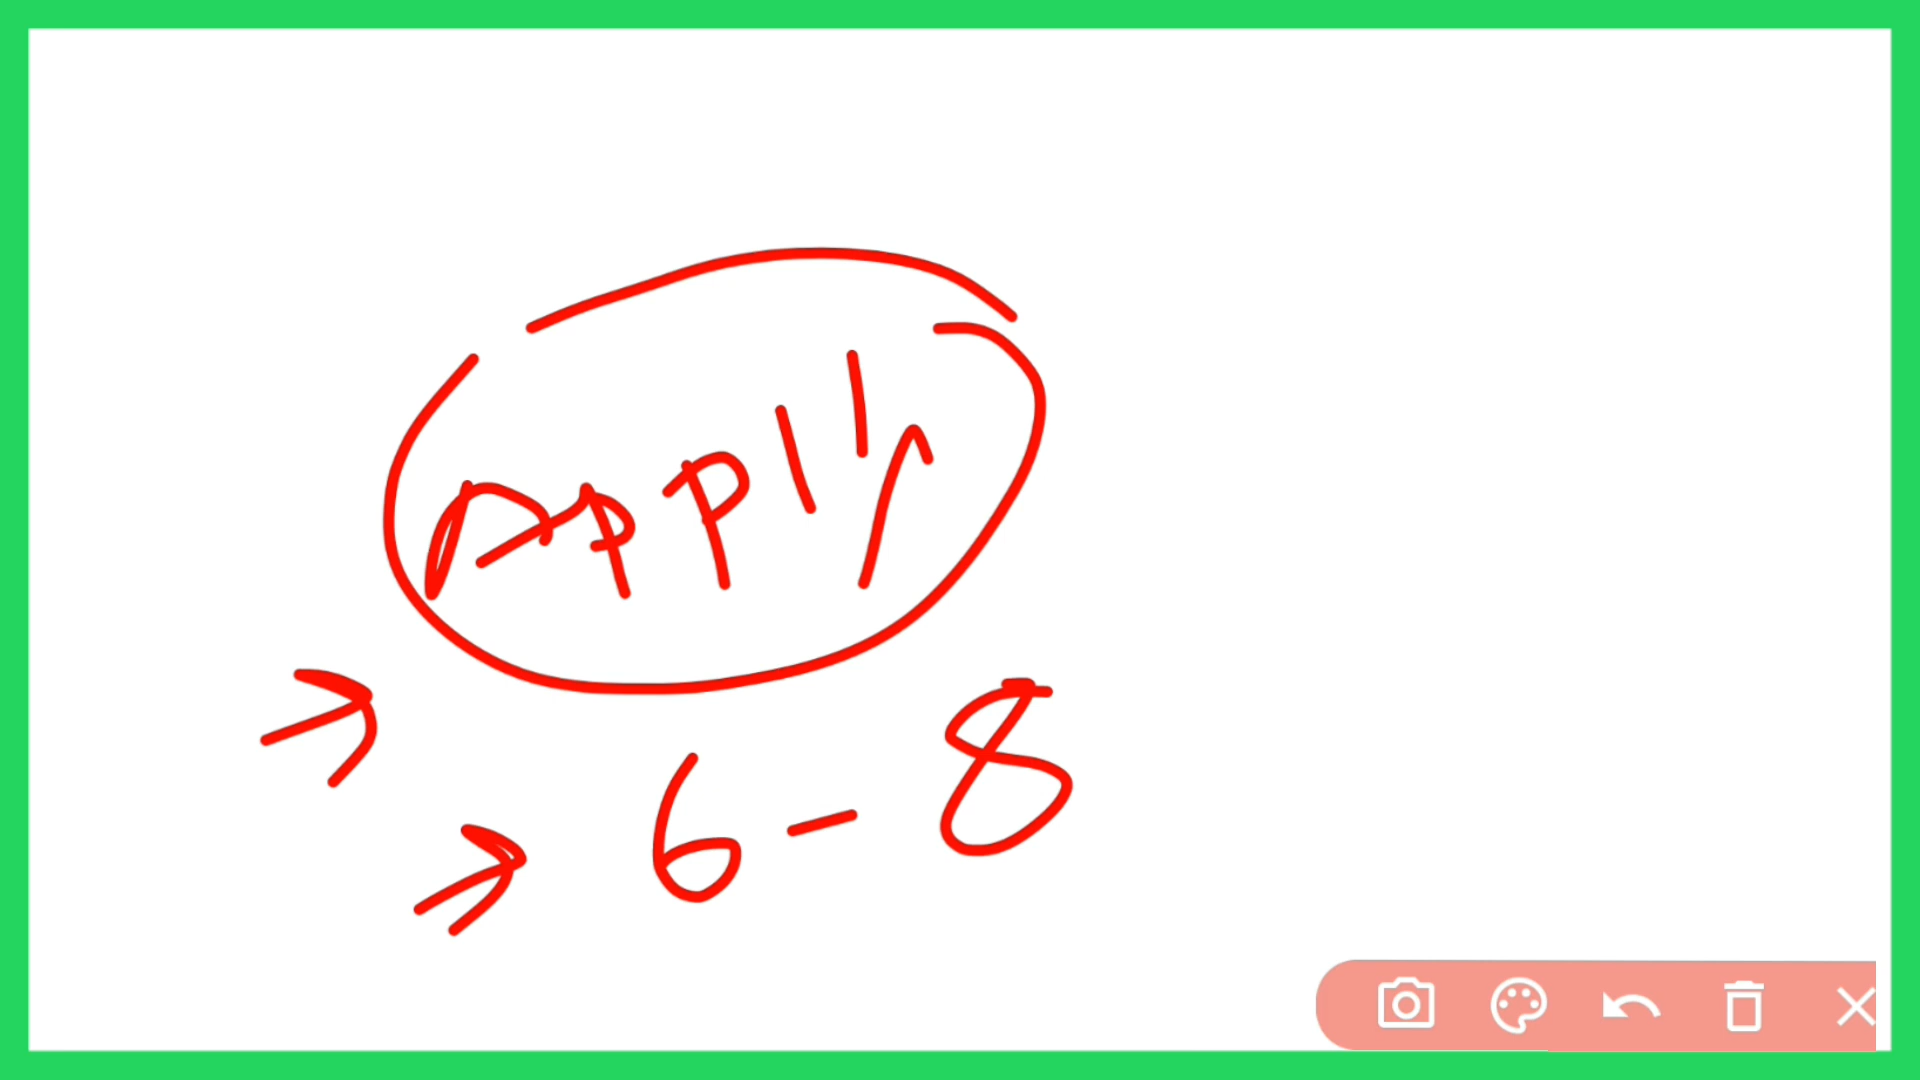 Apply
→
→ 6-8